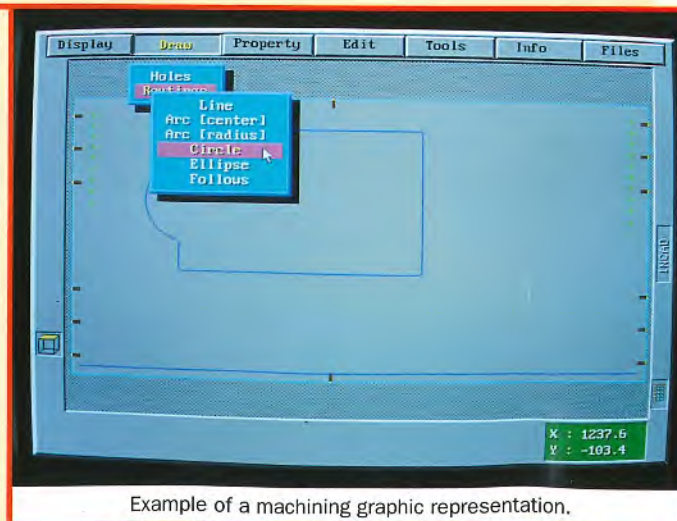 Display Draw Property Edit Tools Info Files
Holes
Routings
Line
Arc [center]
Arc [radius]
Circle
Ellipse
Follows
X : 1237.6
Y : -103.4
Example of a machining graphic representation.